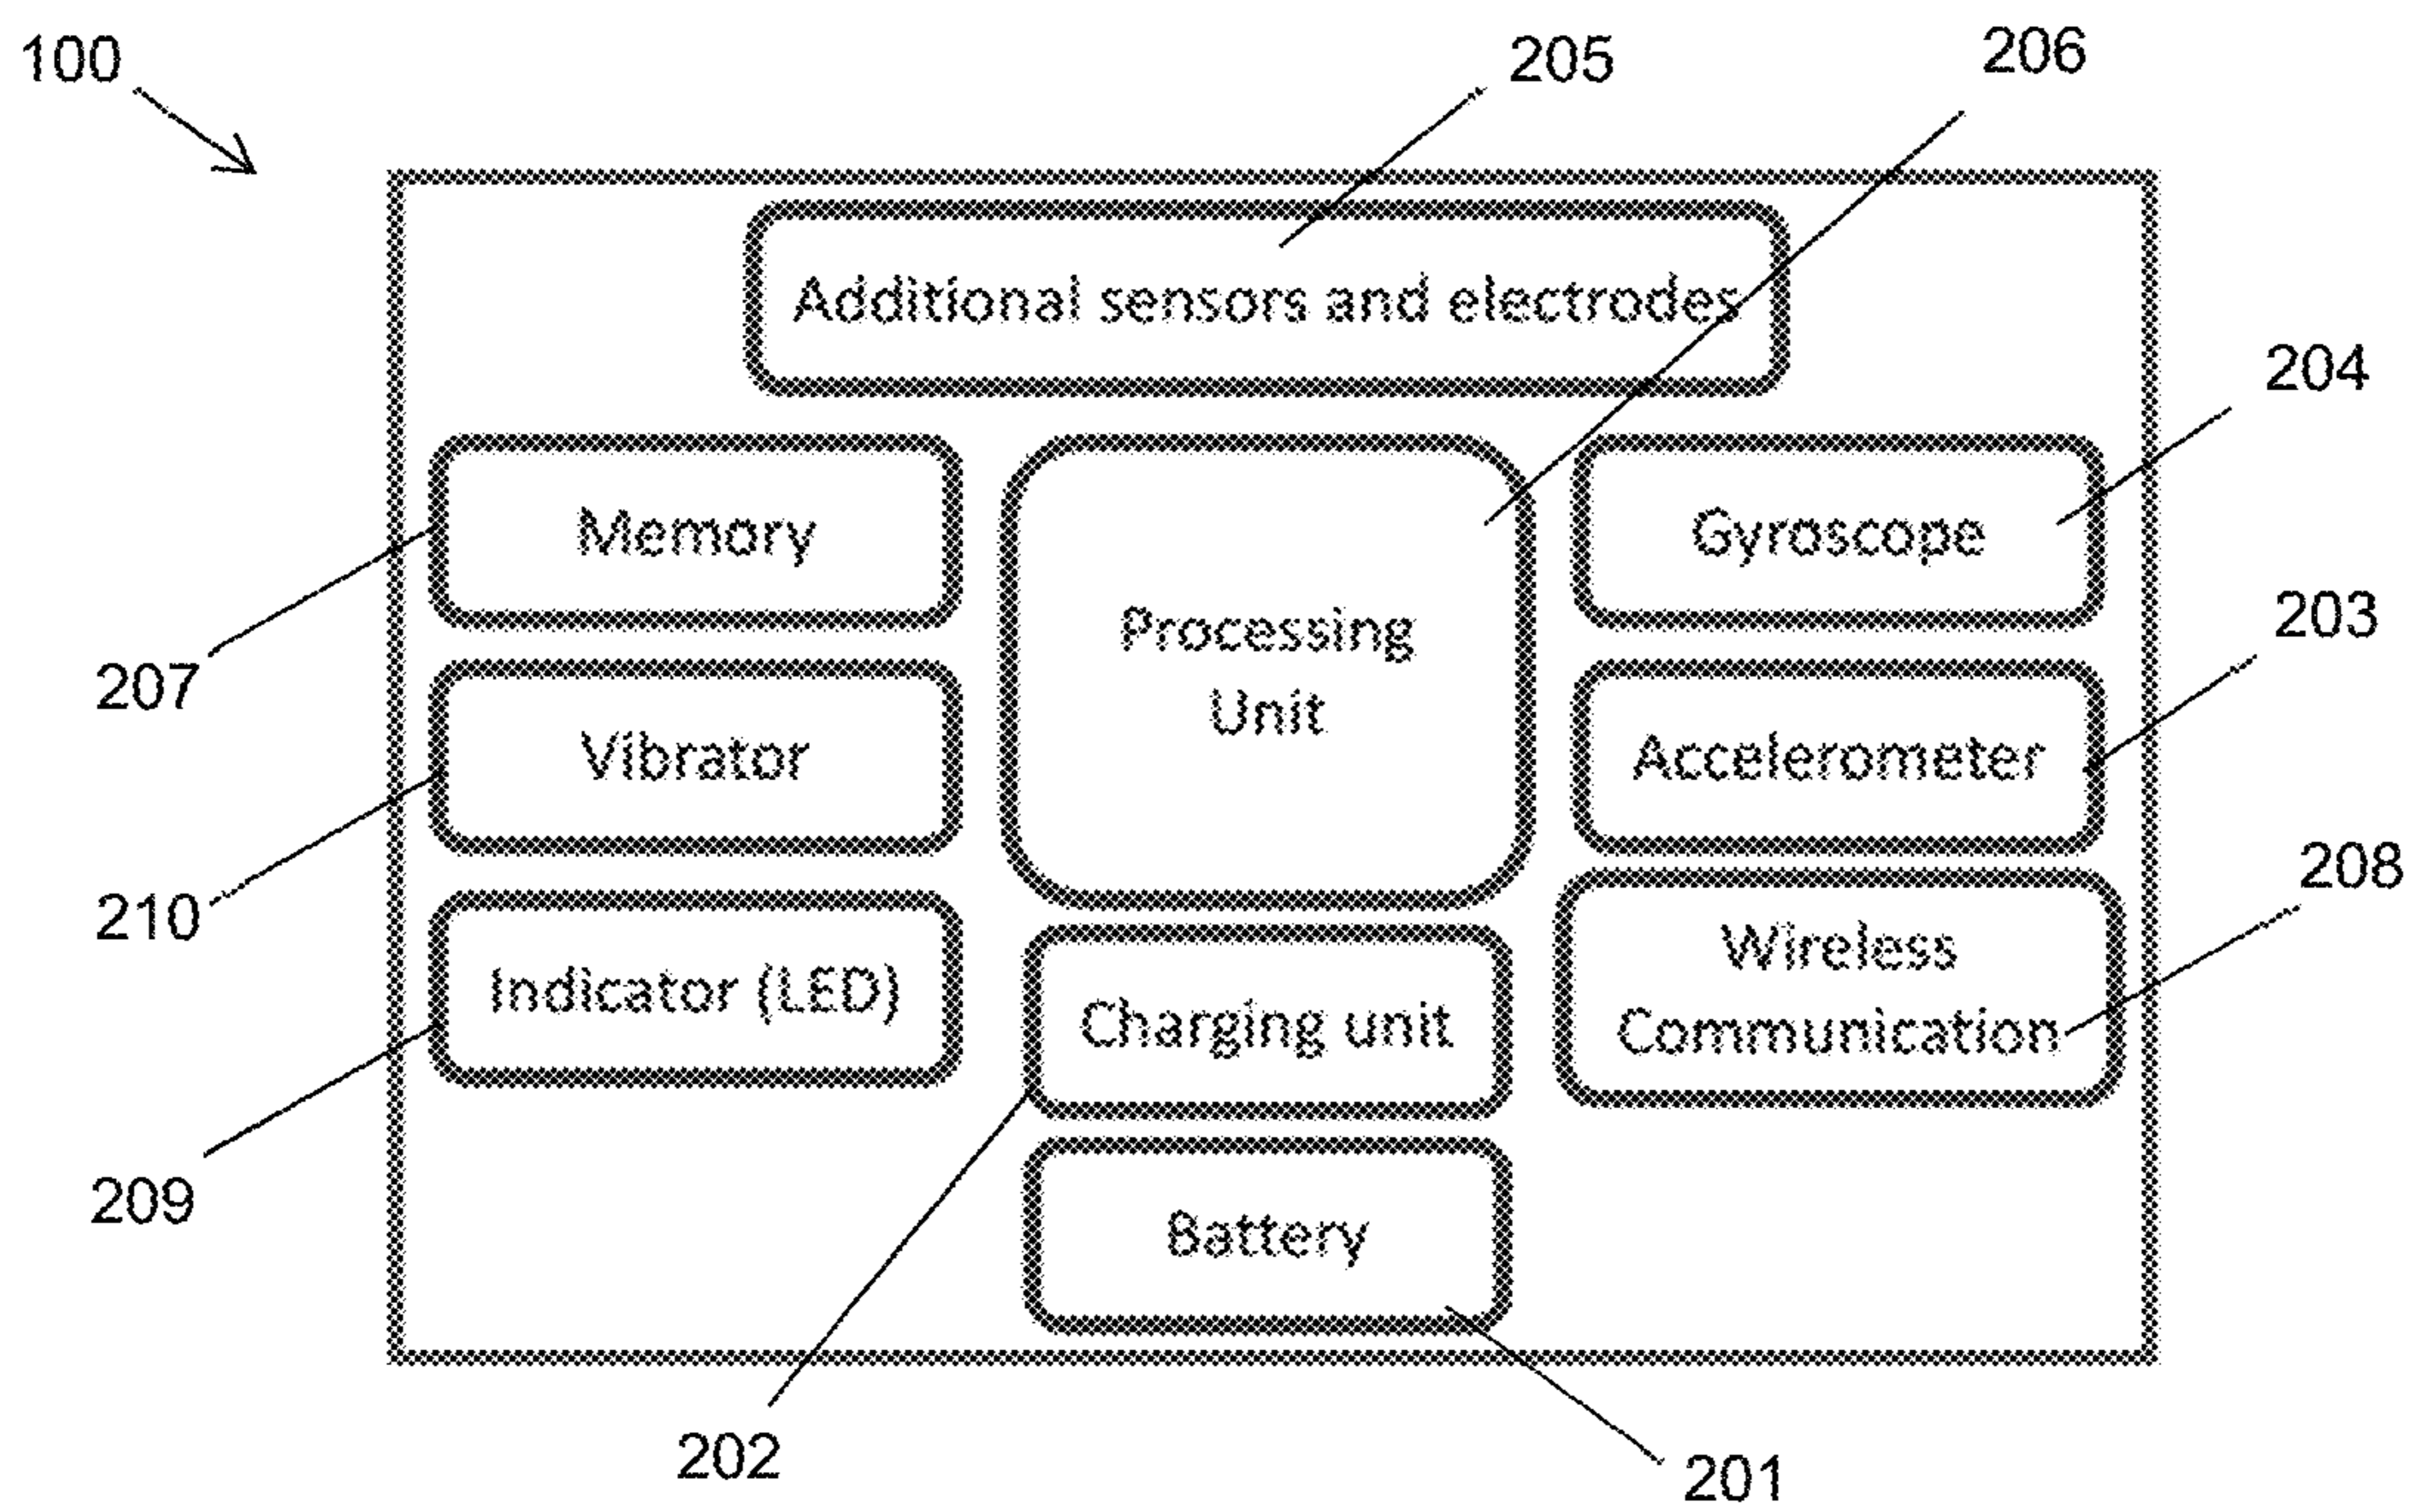 100
205
206
Additional sensors and electrodes
204
Memory
Processing
Unit
Gyroscope
203
207
Vibrator
Accelerometer
208
210
Indicator (LED)
Charging unit
Wireless
Communication
209
Battery
202
201